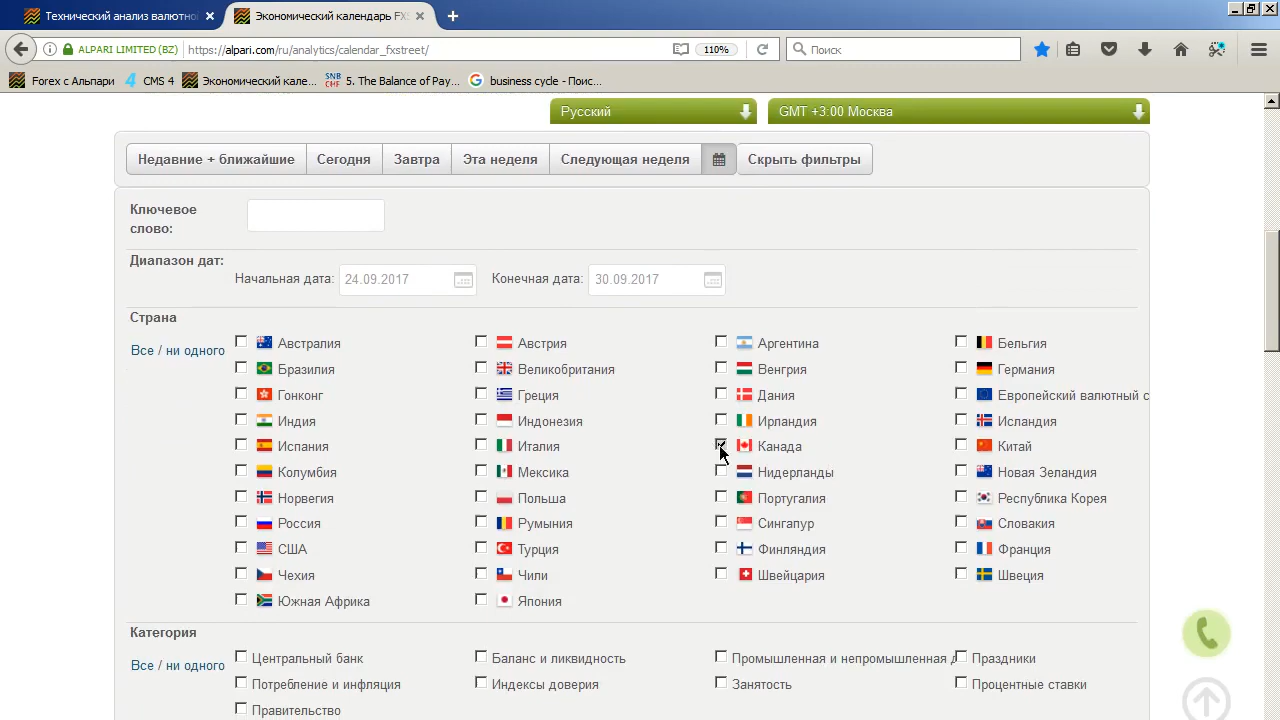 Технический анализ валютно
Экономический календарь FXS
ALPARI LIMITED (BZ)
https://alpari.com/ru/analytics/calendar_fxstreet/
110%
Поиск
Forex с Альпари
CMS 4
Экономический кале...
SNB CHF
5. The Balance of Pay...
business cycle - Поис...
Русский
GMT +3:00 Москва
Недавние + ближайшие
Сегодня
Завтра
Эта неделя
Следующая неделя
Скрыть фильтры
Ключевое
слово:
Диапазон дат:
Начальная дата: 24.09.2017 Конечная дата: 30.09.2017
Страна
Все / ни одного
Австралия Австрия Аргентина Бельгия
Бразилия Великобритания Венгрия Германия
Гонконг Греция Дания Европейский валютный с
Индия Индонезия Ирландия Исландия
Испания Италия Канада Китай
Колумбия Мексика Нидерланды Новая Зеландия
Норвегия Польша Португалия Республика Корея
Россия Румыния Сингапур Словакия
США Турция Финляндия Франция
Чехия Чили Швейцария Швеция
Южная Африка Япония
Категория
Все / ни одного
Центральный банк Баланс и ликвидность Промышленная и непромышленная Праздники
Потребление и инфляция Индексы доверия Занятость Процентные ставки
Правительство